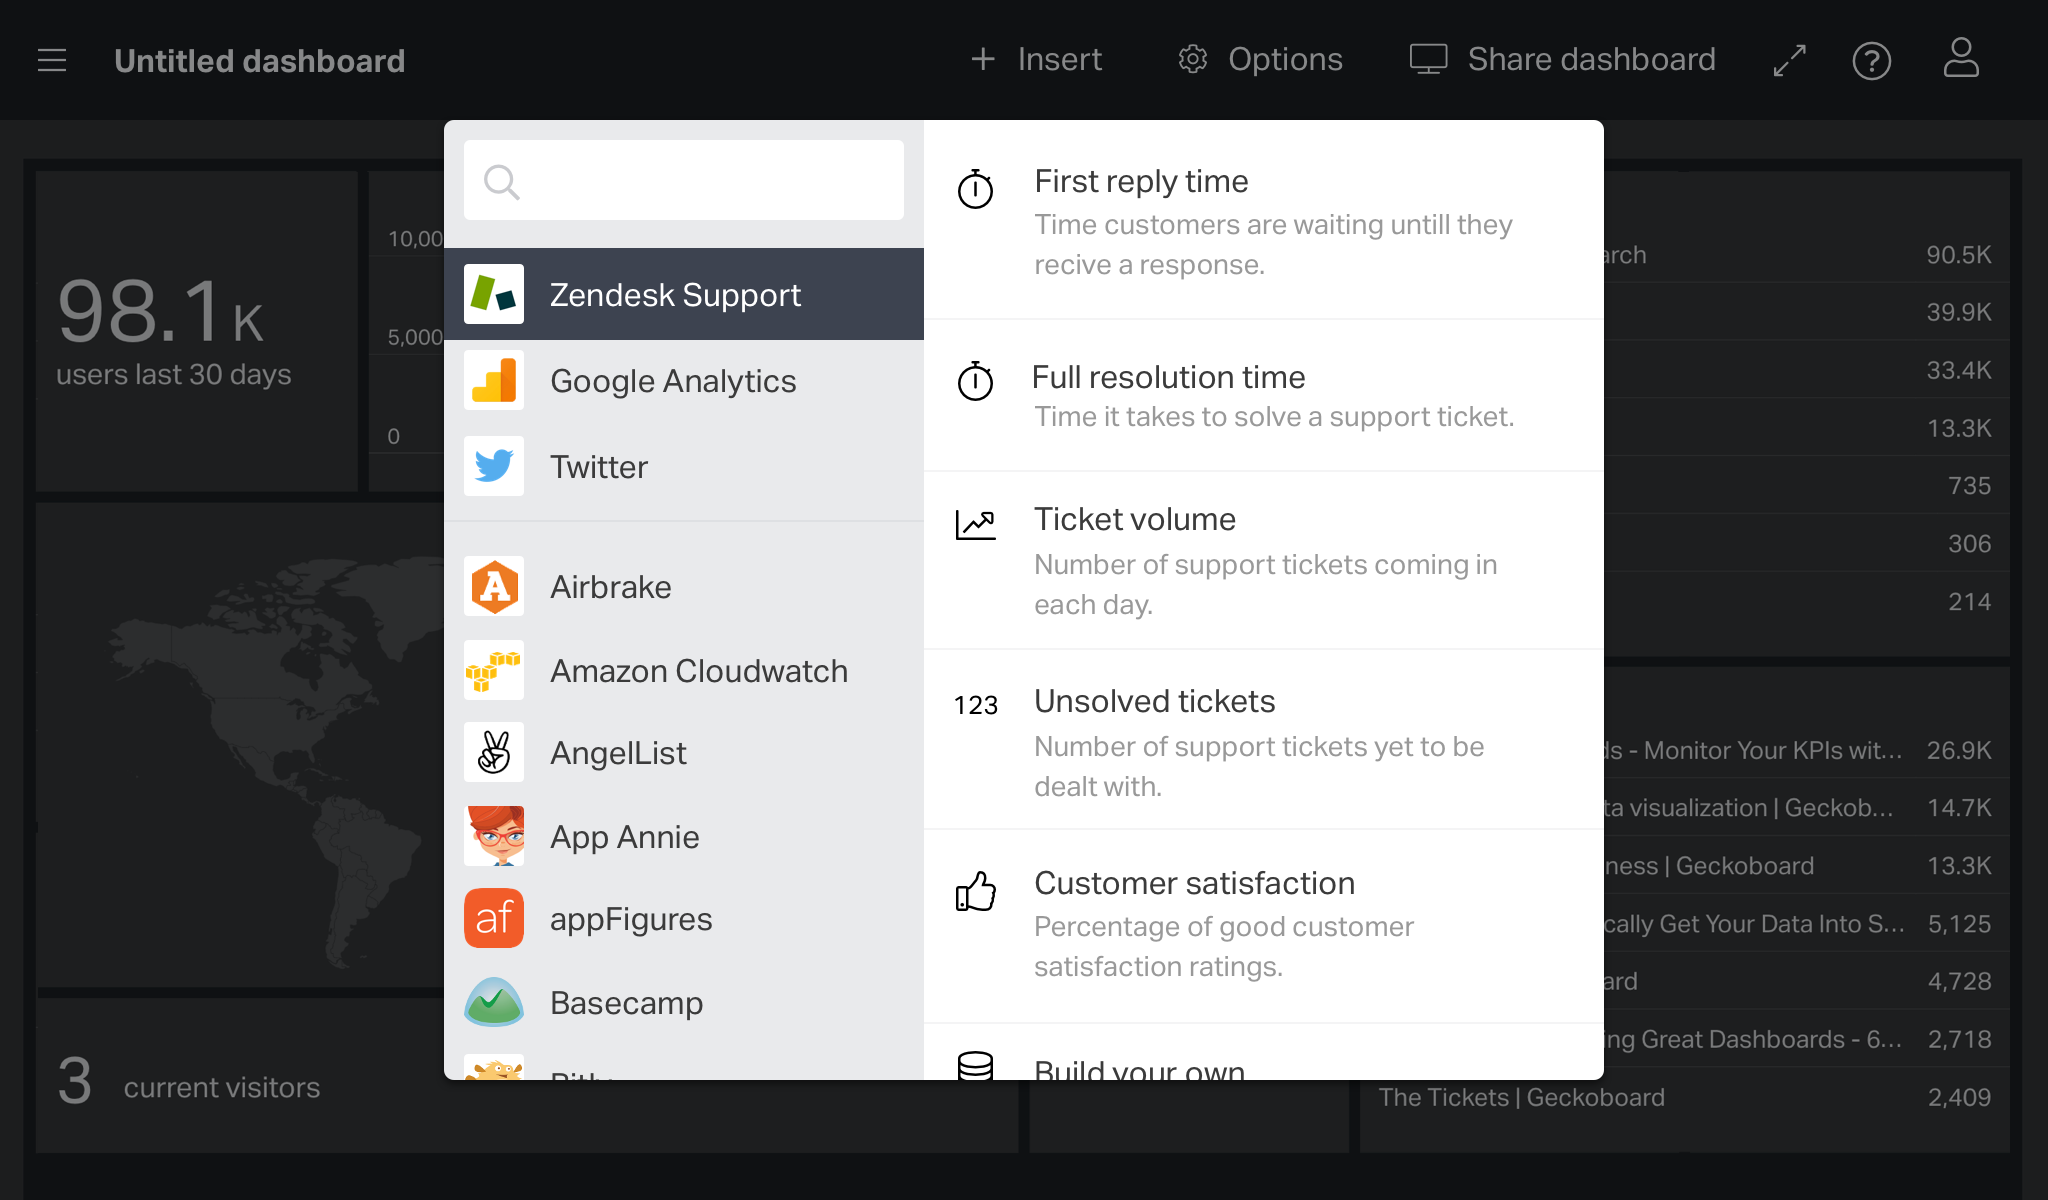 Untitled dashboard
Insert
Options
Share dashboard
98.1K
users last 30 days
10,00
5,000
0
3 current visitors
Zendesk Support
Google Analytics
Twitter
Airbrake
Amazon Cloudwatch
AngelList
App Annie
af appFigures
Basecamp
First reply time
Time customers are waiting untill they
recive a response.
Full resolution time
Time it takes to solve a support ticket.
Ticket volume
Number of support tickets coming in
each day.
123 Unsolved tickets
Number of support tickets yet to be
dealt with.
Customer satisfaction
Percentage of good customer
satisfaction ratings.
Build your own
arch 90.5K
39.9K
33.4K
13.3K
735
306
214
ds - Monitor Your KPIs wit... 26.9K
ta visualization | Geckob... 14.7K
ness | Geckoboard 13.3K
cally Get Your Data Into S... 5,125
ard 4,728
ing Great Dashboards - 6... 2,718
The Tickets | Geckoboard 2,409